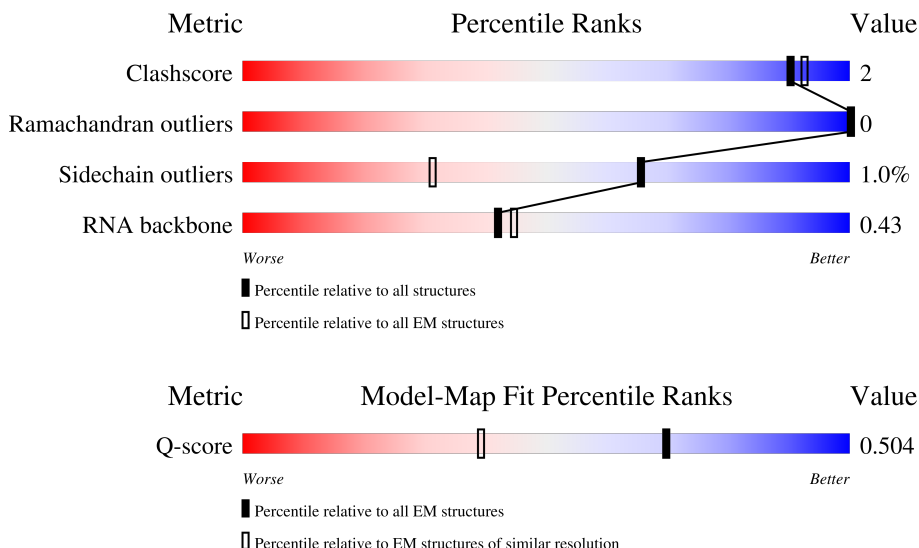 Metric Percentile Ranks Value
Clashscore 2
Ramachandran outliers 0
Sidechain outliers 1.0%
RNA backbone 0.43
Worse Better
Percentile relative to all structures
Percentile relative to all EM structures
Metric Model-Map Fit Percentile Ranks Value
Q-score 0.504
Worse Better
Percentile relative to all EM structures
Percentile relative to EM structures of similar resolution